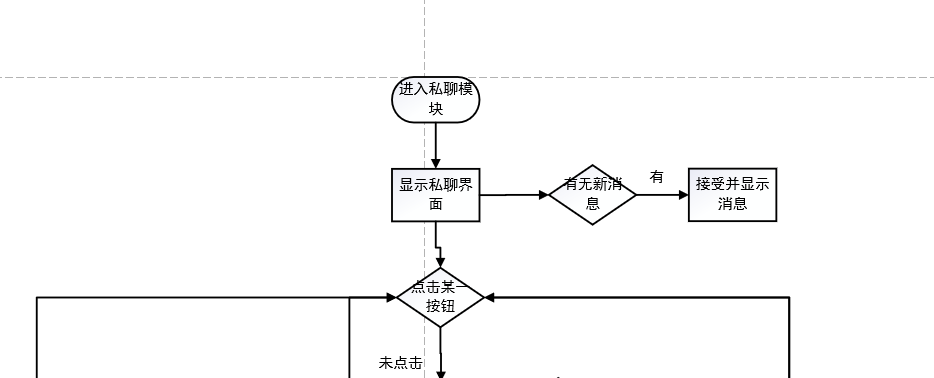 进入私聊模
块
显示私聊界
面
有无新消
息
有
接受并显示
消息
点击某一
按钮
未点击